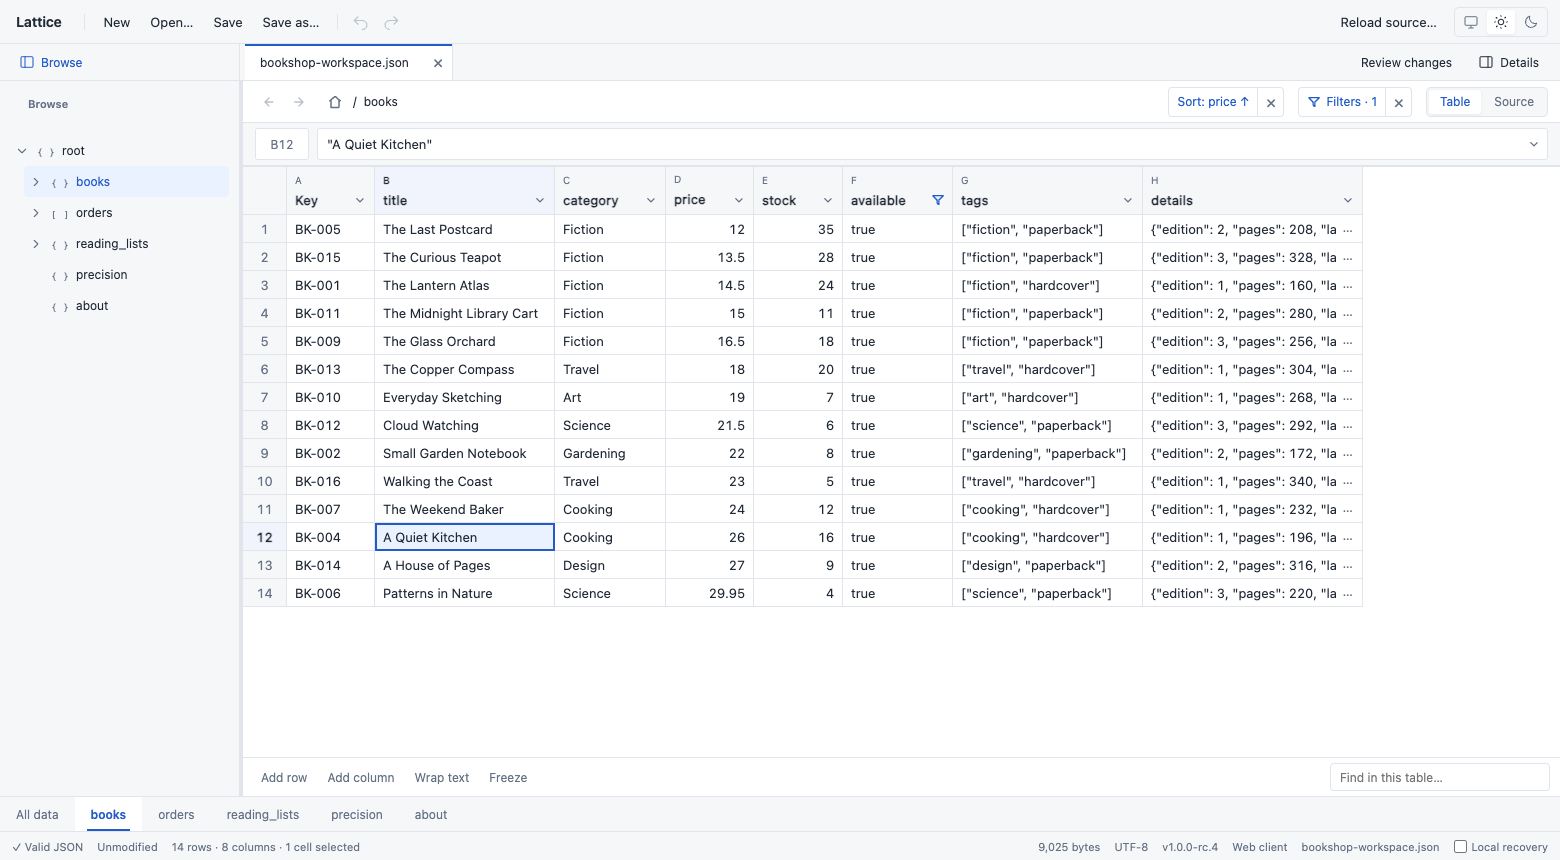 Lattice New Open... Save Save as... Reload source...
Browse bookshop-workspace.json Review changes Details
Browse
/ books Sort: price ↑ Filters · 1 Table Source
B12 "A Quiet Kitchen"
root
books
orders
reading_lists
precision
about
A B C D E F G H
Key title category price stock available tags details
1 BK-005 The Last Postcard Fiction 12 35 true ["fiction", "paperback"] {"edition": 2, "pages": 208, "la ...
2 BK-015 The Curious Teapot Fiction 13.5 28 true ["fiction", "paperback"] {"edition": 3, "pages": 328, "la ...
3 BK-001 The Lantern Atlas Fiction 14.5 24 true ["fiction", "hardcover"] {"edition": 1, "pages": 160, "la ...
4 BK-011 The Midnight Library Cart Fiction 15 11 true ["fiction", "paperback"] {"edition": 2, "pages": 280, "la ...
5 BK-009 The Glass Orchard Fiction 16.5 18 true ["fiction", "paperback"] {"edition": 3, "pages": 256, "la ...
6 BK-013 The Copper Compass Travel 18 20 true ["travel", "hardcover"] {"edition": 1, "pages": 304, "la ...
7 BK-010 Everyday Sketching Art 19 7 true ["art", "hardcover"] {"edition": 1, "pages": 268, "la ...
8 BK-012 Cloud Watching Science 21.5 6 true ["science", "paperback"] {"edition": 3, "pages": 292, "la ...
9 BK-002 Small Garden Notebook Gardening 22 8 true ["gardening", "paperback"] {"edition": 2, "pages": 172, "la ...
10 BK-016 Walking the Coast Travel 23 5 true ["travel", "hardcover"] {"edition": 1, "pages": 340, "la ...
11 BK-007 The Weekend Baker Cooking 24 12 true ["cooking", "hardcover"] {"edition": 1, "pages": 232, "la ...
12 BK-004 A Quiet Kitchen Cooking 26 16 true ["cooking", "hardcover"] {"edition": 1, "pages": 196, "la ...
13 BK-014 A House of Pages Design 27 9 true ["design", "paperback"] {"edition": 2, "pages": 316, "la ...
14 BK-006 Patterns in Nature Science 29.95 4 true ["science", "paperback"] {"edition": 3, "pages": 220, "la ...
Add row Add column Wrap text Freeze Find in this table...
All data books orders reading_lists precision about
✓ Valid JSON Unmodified 14 rows · 8 columns · 1 cell selected 9,025 bytes UTF-8 v1.0.0-rc.4 Web client bookshop-workspace.json Local recovery